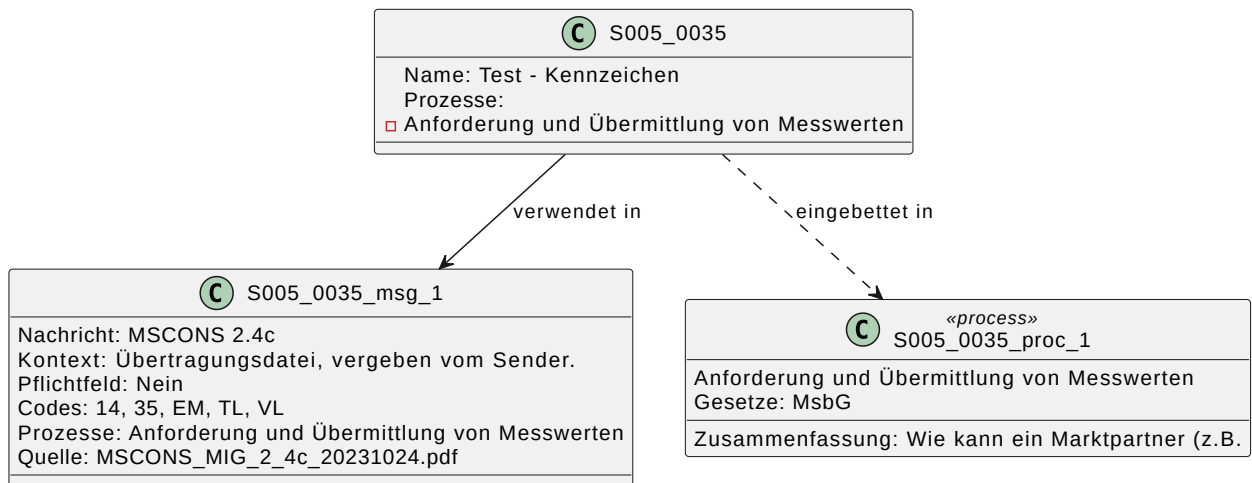 C S005_0035
Name: Test - Kennzeichen
Prozesse:
Anforderung und Übermittlung von Messwerten
verwendet in
eingebettet in
C S005_0035_msg_1
Nachricht: MSCONS 2.4c
Kontext: Übertragungsdatei, vergeben vom Sender.
Pflichtfeld: Nein
Codes: 14, 35, EM, TL, VL
Prozesse: Anforderung und Übermittlung von Messwerten
Quelle: MSCONS_MIG_2_4c_20231024.pdf
«process»
C S005_0035_proc_1
Anforderung und Übermittlung von Messwerten
Gesetze: MsbG
Zusammenfassung: Wie kann ein Marktpartner (z.B.